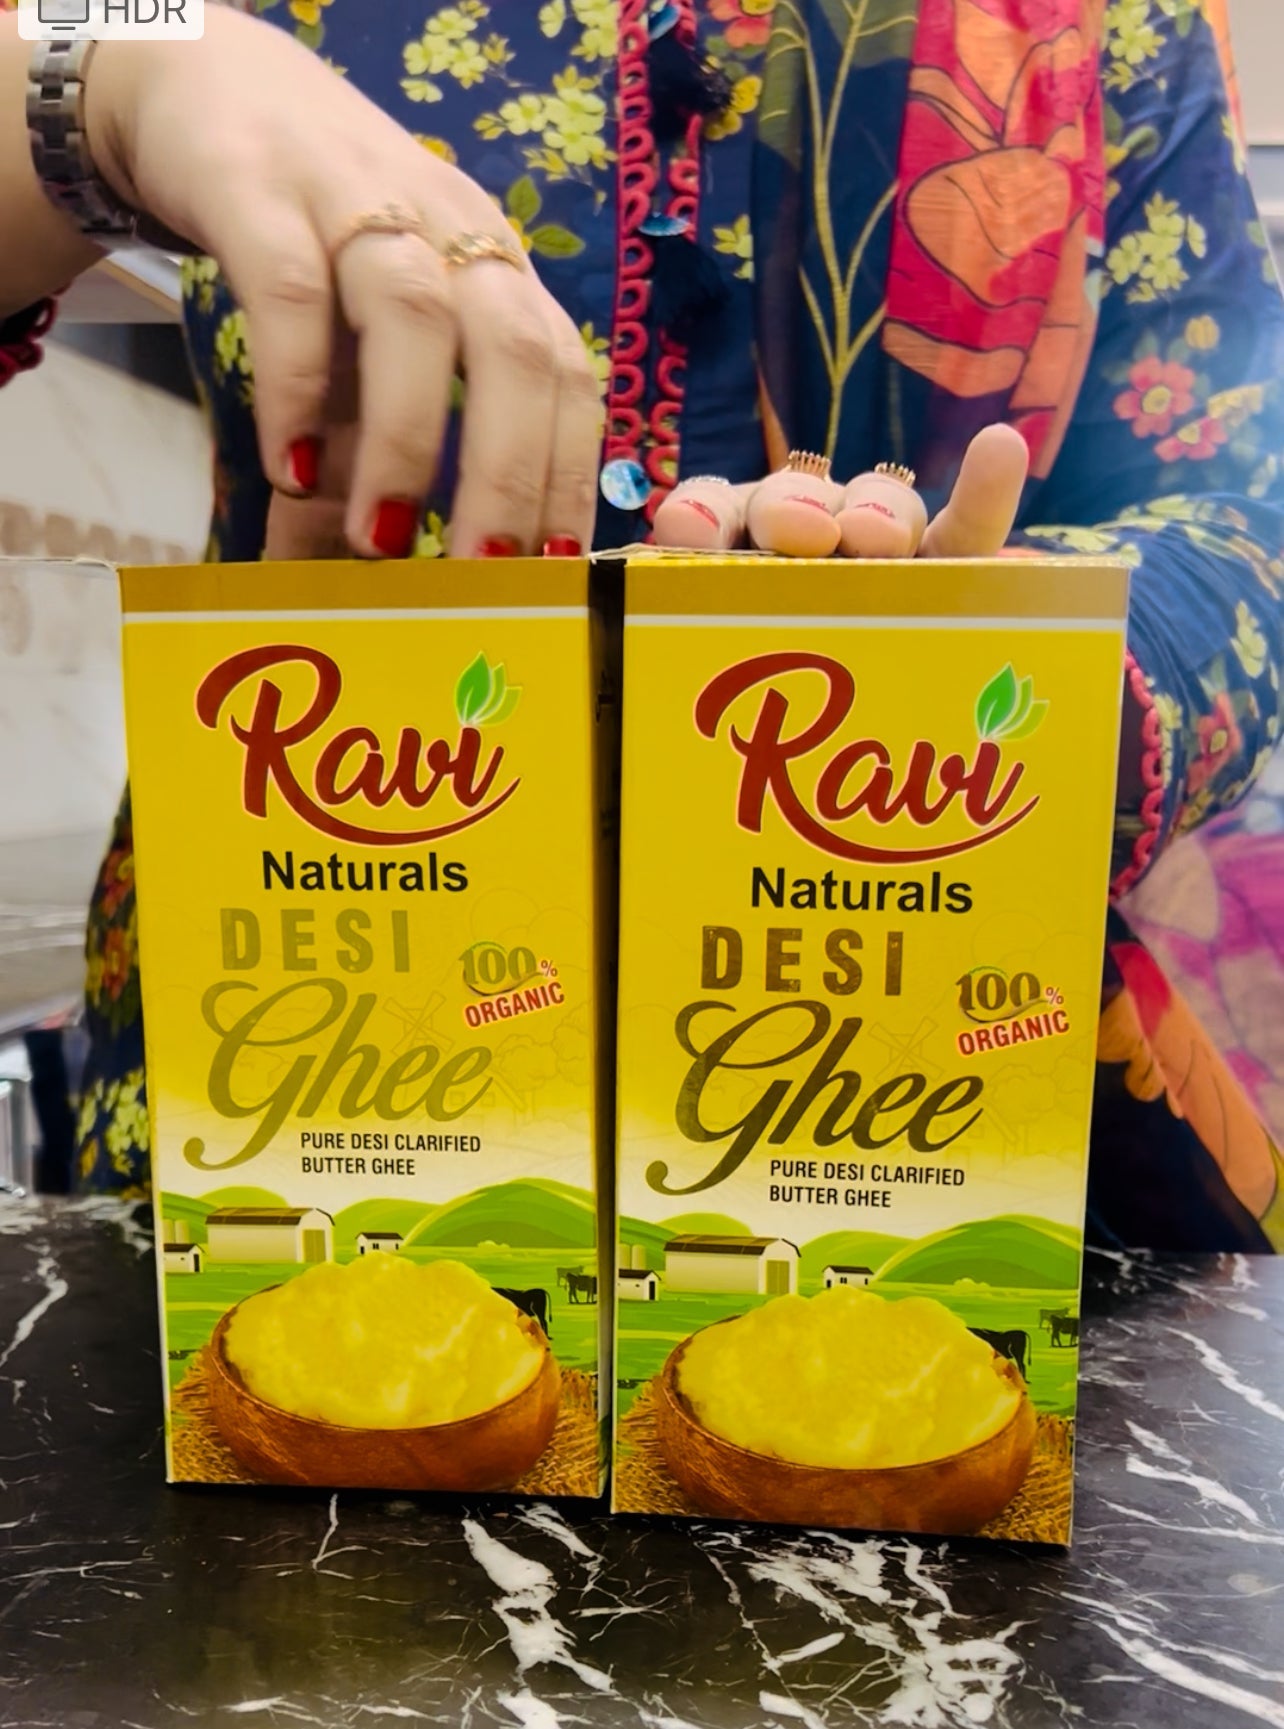 HDR
Ravi
Naturals
DESI
Ghee
100%
ORGANIC
PURE DESI CLARIFIED
BUTTER GHEE
Ravi
Naturals
DESI
Ghee
100%
ORGANIC
PURE DESI CLARIFIED
BUTTER GHEE